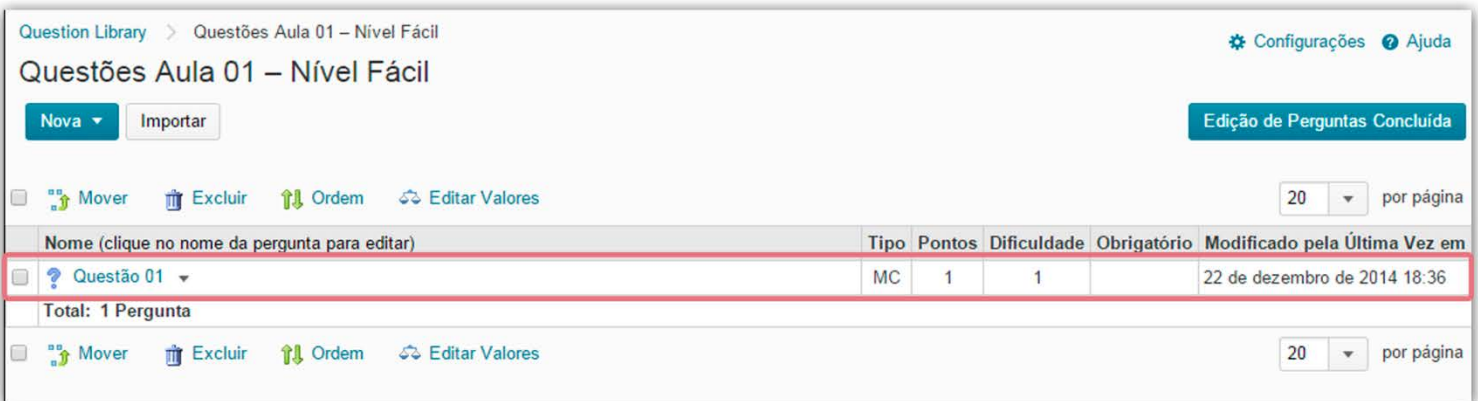 Question Library > Questões Aula 01 – Nível Fácil
Configurações Ajuda
Questões Aula 01 – Nível Fácil
Nova Importar Edição de Perguntas Concluída
Mover Excluir Ordem Editar Valores 20 por página
Nome (clique no nome da pergunta para editar) Tipo Pontos Dificuldade Obrigatório Modificado pela Última Vez em
Questão 01 MC 1 1 22 de dezembro de 2014 18:36
Total: 1 Pergunta
Mover Excluir Ordem Editar Valores 20 por página